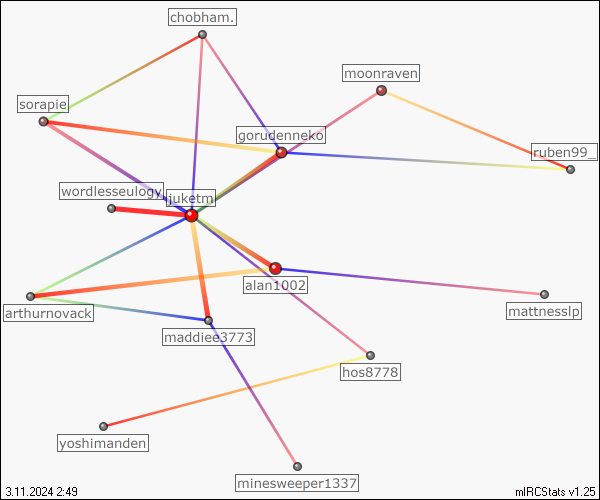 chobham.
moonraven
sorapie
gorudenneko
ruben99_
wordlesseulogy
juketm
alan1002
arthurnovack
mattnesslp
maddiee3773
hos8778
yoshimanden
minesweeper1337
3.11.2024 2:49
mIRCStats v1.25